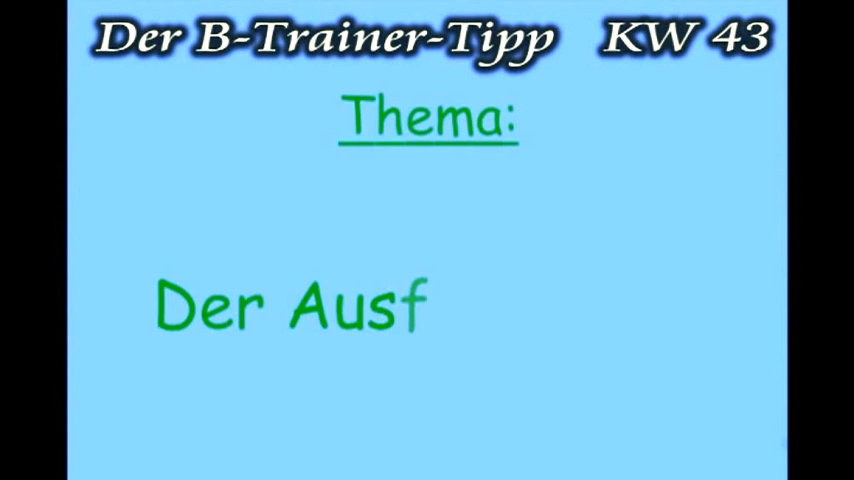 Der B-Trainer-Tipp KW 43
Thema:
Der Ausf